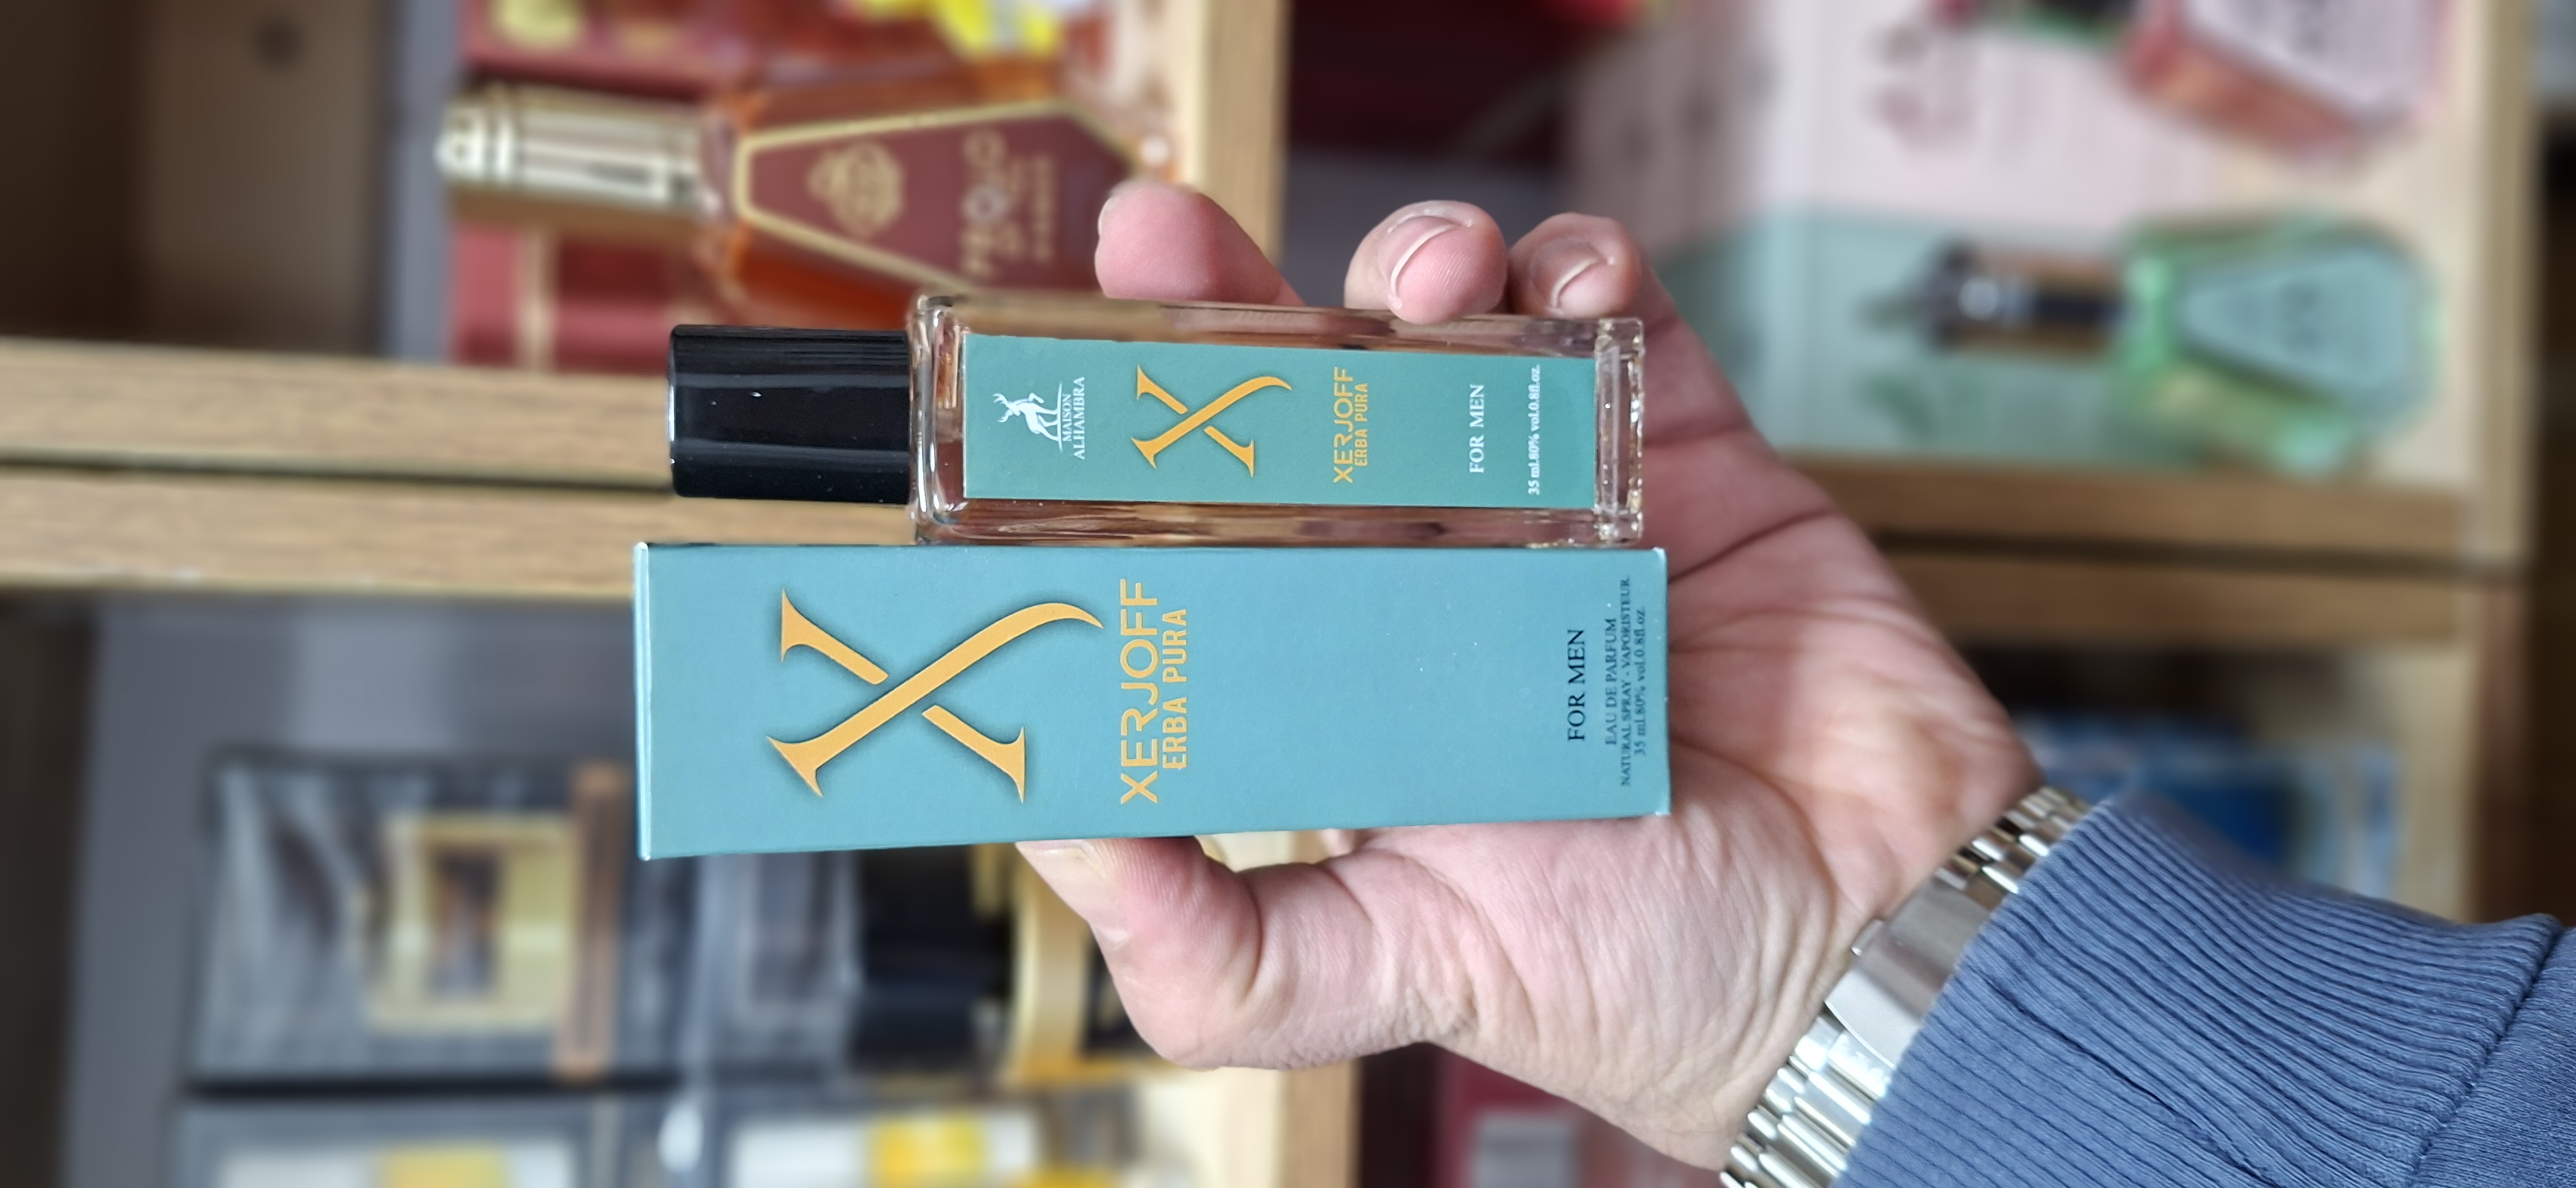 MAISON
ALHAMBRA
XERJOFF
ERBA PURA
FOR MEN
35 ml.80% vol.0.8fl.oz.
XERJOFF
ERBA PURA
FOR MEN
EAU DE PARFUM
NATURAL SPRAY - VAPORISTEUR
35 ml.80% vol.0.8fl.oz